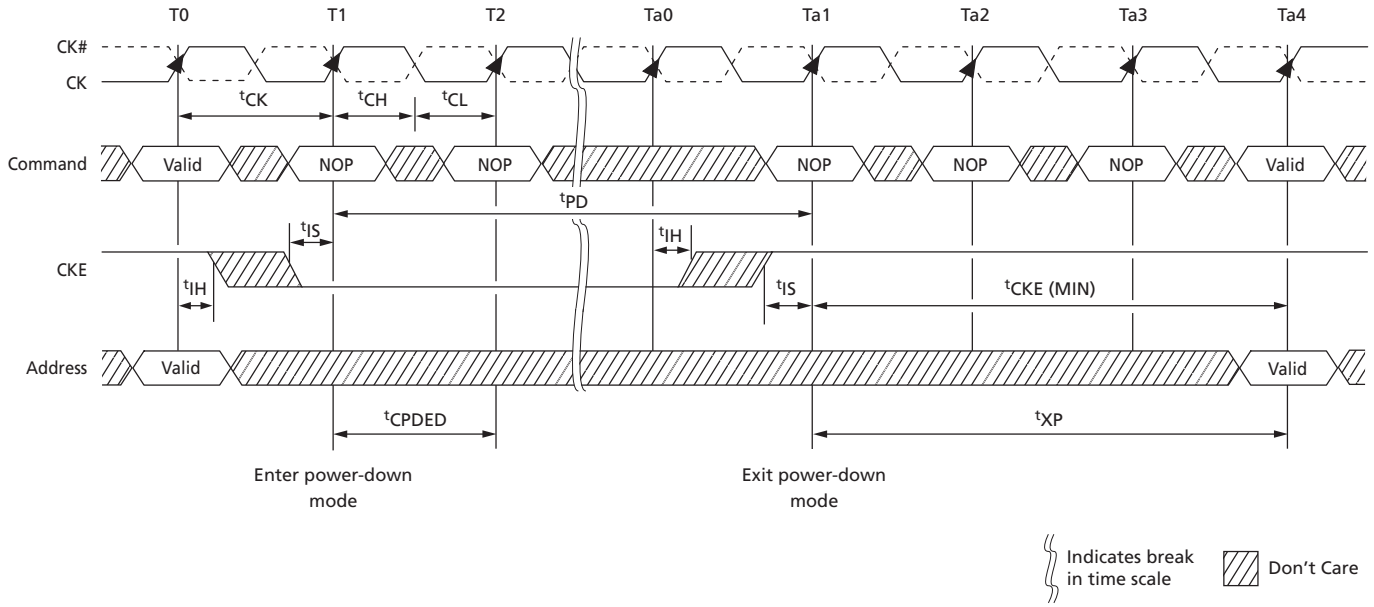 T0 T1 T2 Ta0 Ta1 Ta2 Ta3 Ta4
CK#
CK
tCK tCH tCL
Command Valid NOP NOP NOP NOP NOP Valid
tPD
tIS tIH
CKE
tIH tIS tCKE (MIN)
Address Valid Valid
tCPDED tXP
Enter power-down
mode
Exit power-down
mode
Indicates break
in time scale
Don't Care